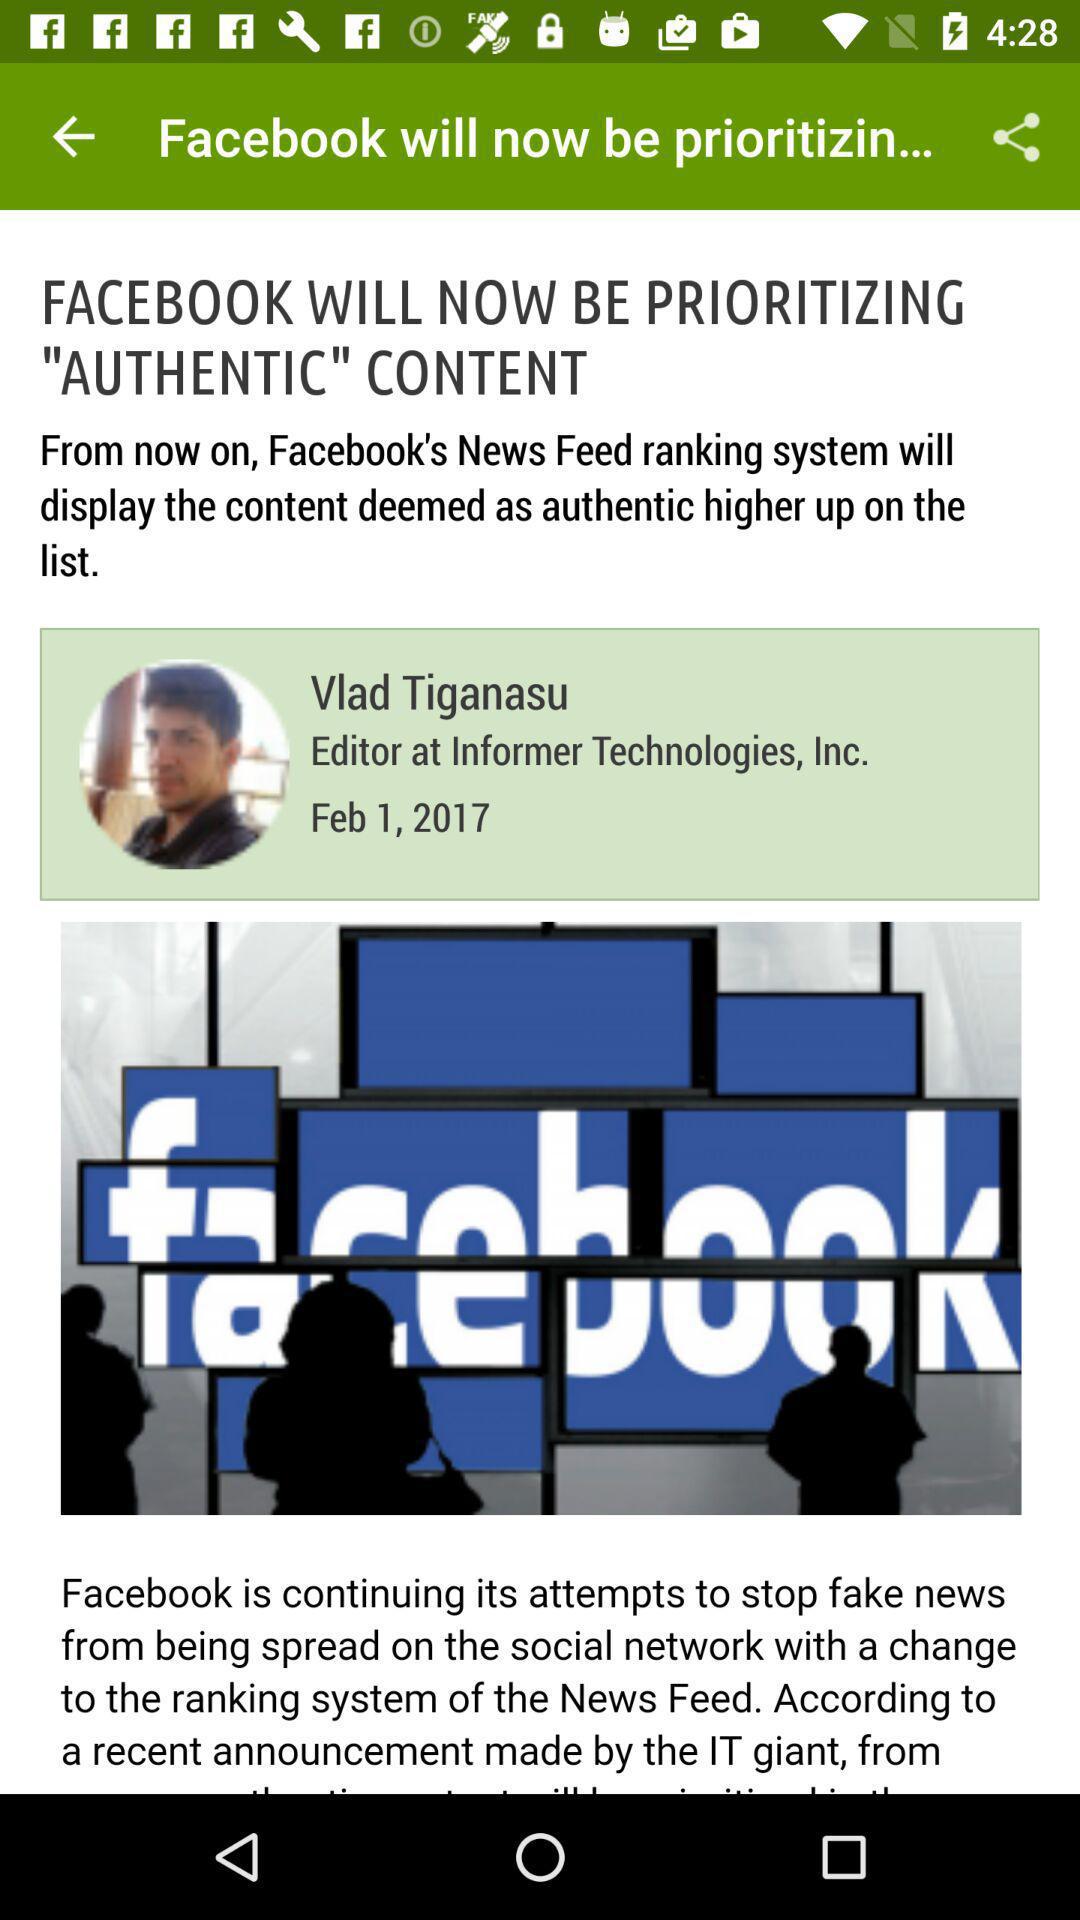 FAKE
4:28
Facebook will now be prioritizin...
FACEBOOK WILL NOW BE PRIORITIZING
"AUTHENTIC" CONTENT
From now on, Facebook's News Feed ranking system will
display the content deemed as authentic higher up on the
list.
Vlad Tiganasu
Editor at Informer Technologies, Inc.
Feb 1, 2017
facebook
Facebook is continuing its attempts to stop fake news
from being spread on the social network with a change
to the ranking system of the News Feed. According to
a recent announcement made by the IT giant, from